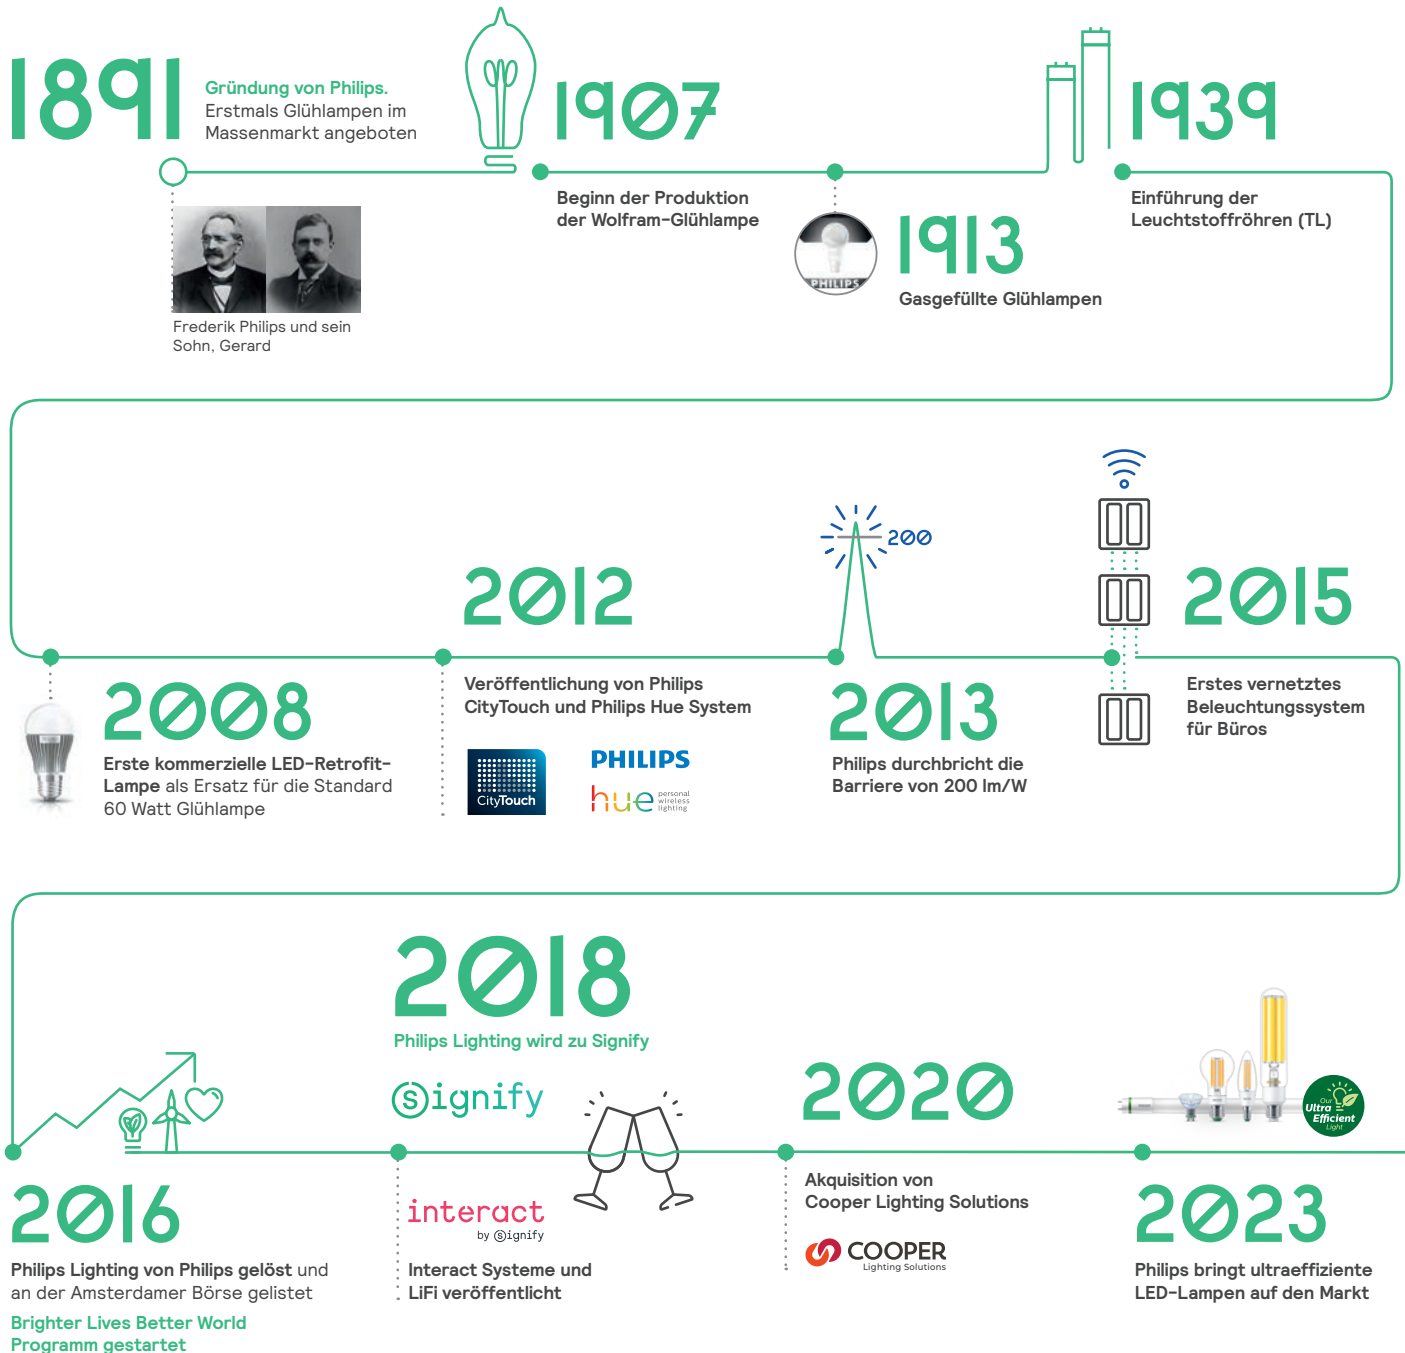 1891
Gründung von Philips.
Erstmals Glühlampen im
Massenmarkt angeboten
Frederik Philips und sein
Sohn, Gerard
1907
Beginn der Produktion
der Wolfram-Glühlampe
PHILIPS
1913
Gasgefüllte Glühlampen
1939
Einführung der
Leuchtstoffröhren (TL)
2008
Erste kommerzielle LED-Retrofit-
Lampe als Ersatz für die Standard
60 Watt Glühlampe
2012
Veröffentlichung von Philips
CityTouch und Philips Hue System
CityTouch
PHILIPS
hue personal
wireless
lighting
200
2013
Philips durchbricht die
Barriere von 200 lm/W
2015
Erstes vernetztes
Beleuchtungssystem
für Büros
2016
Philips Lighting von Philips gelöst und
an der Amsterdamer Börse gelistet
Brighter Lives Better World
Programm gestartet
2018
Philips Lighting wird zu Signify
Signify
interact
by Signify
Interact Systeme und
LiFi veröffentlicht
2020
Akquisition von
Cooper Lighting Solutions
COOPER
Lighting Solutions
Our
Ultra
Efficient
Light
2023
Philips bringt ultraeffiziente
LED-Lampen auf den Markt